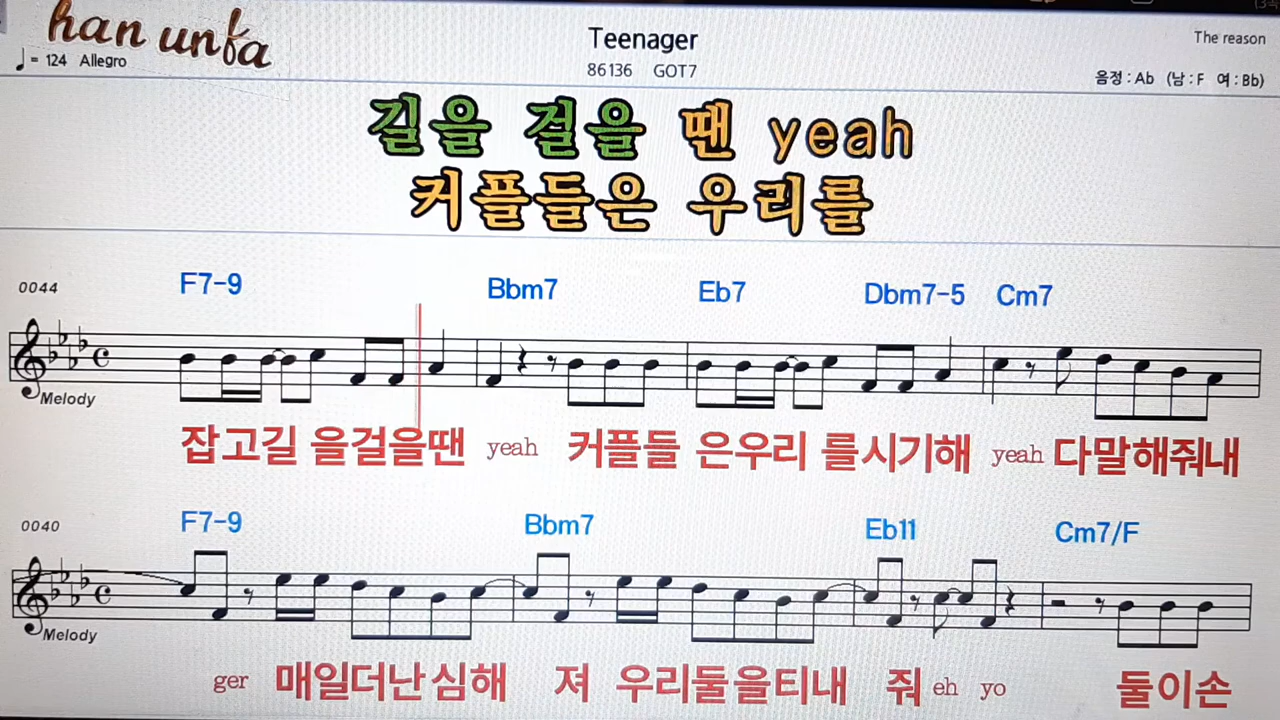 han unfa
Teenager
The reason
♩= 124 Allegro
86136 GOT7
음정 : Ab (남 : F 여 : Bb)
길을 걸을 땐 yeah
커플들은 우리를
0044 F7-9 Bbm7 Eb7 Dbm7-5 Cm7
Melody
잡고길 을걸을땐 yeah 커플들 은우리 를시기해 yeah 다말해줘내
0040 F7-9 Bbm7 Eb11 Cm7/F
Melody
ger 매일더난심해 져 우리둘을티내 줘 eh yo 둘이손